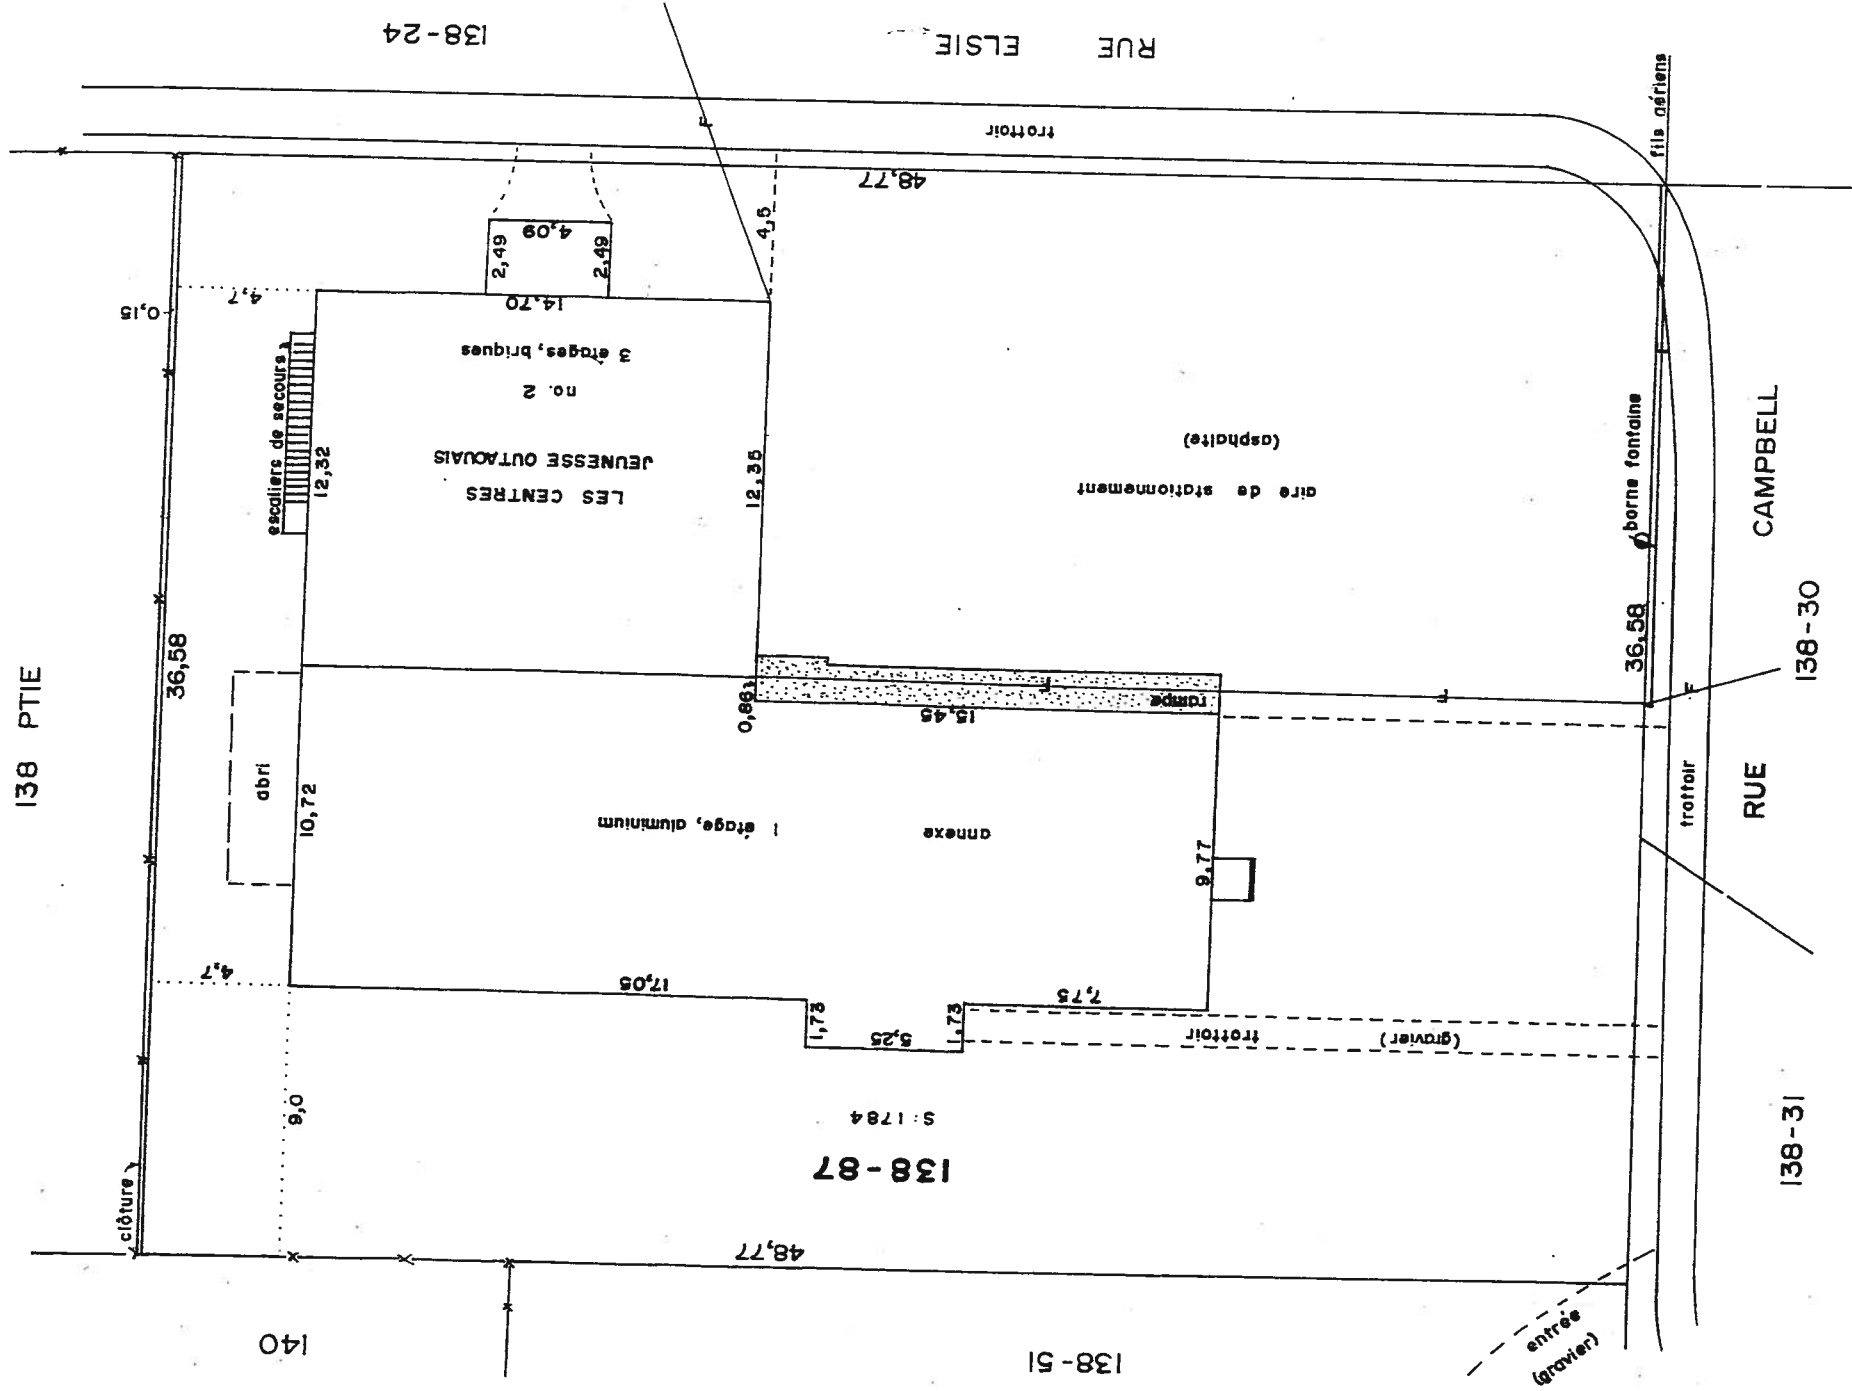 138-24
RUE ELSIE
trottoir
fils aériens
48,77
4,09
2,49
2,49
4,5
4,7
0,15
14,70
3 étages, briques
no. 2
LES CENTRES
JEUNESSE OUTAOUAIS
escaliers de secours
12,32
12,35
aire de stationnement
(asphalte)
borne fontaine
CAMPBELL
RUE
138-30
36,58
36,58
138 PTIE
abri
10,72
0,86
15,45
rampe
annexe
1 étage, aluminium
9,77
trottoir
4,7
17,05
1,73
5,25
1,73
7,75
trottoir (gravier)
9,0
S: 1784
138-87
138-31
clôture
48,77
140
138-51
entrée
(gravier)